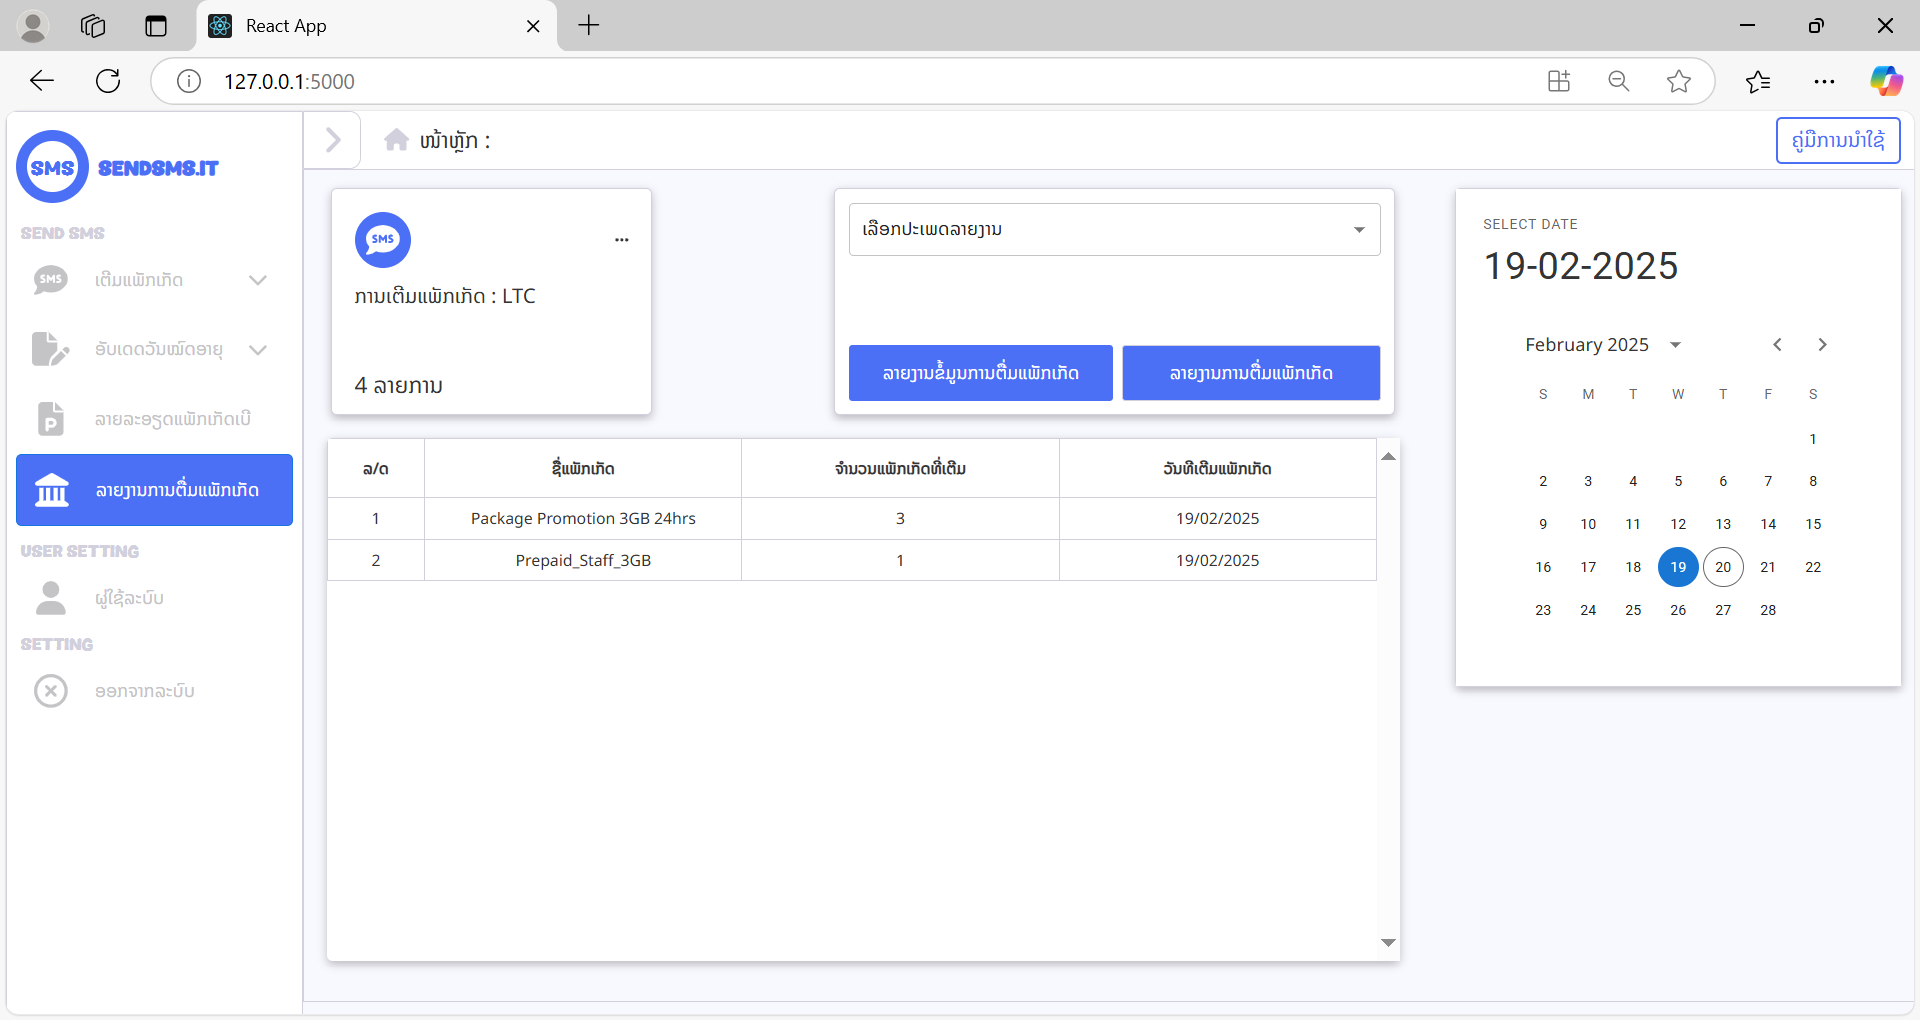 React App
127.0.0.1:5000
SMS SENDSMS.IT
SEND SMS
SMS ເຕີມແພັກເກັດ
ອັບເດດວັນໝົດອາຍຸ
ລາຍລະອຽດແພັກເກັດເບີ
ລາຍງານການຕື່ມແພັກເກັດ
USER SETTING
ຜູ້ໃຊ້ລະບົບ
SETTING
ອອກຈາກລະບົບ
ໜ້າຫຼັກ :
ຄູ່ມືການນຳໃຊ້
SMS
...
ການເຕີມແພັກເກັດ : LTC
4 ລາຍການ
ເລືອກປະເພດລາຍງານ
ລາຍງານຂໍ້ມູນການຕື່ມແພັກເກັດ
ລາຍງານການຕື່ມແພັກເກັດ
ລ/ດ ຊື່ແພັກເກັດ ຈຳນວນແພັກເກັດທີ່ເຕີມ ວັນທີເຕີມແພັກເກັດ
1 Package Promotion 3GB 24hrs 3 19/02/2025
2 Prepaid_Staff_3GB 1 19/02/2025
SELECT DATE
19-02-2025
February 2025
S M T W T F S
1
2 3 4 5 6 7 8
9 10 11 12 13 14 15
16 17 18 19 20 21 22
23 24 25 26 27 28